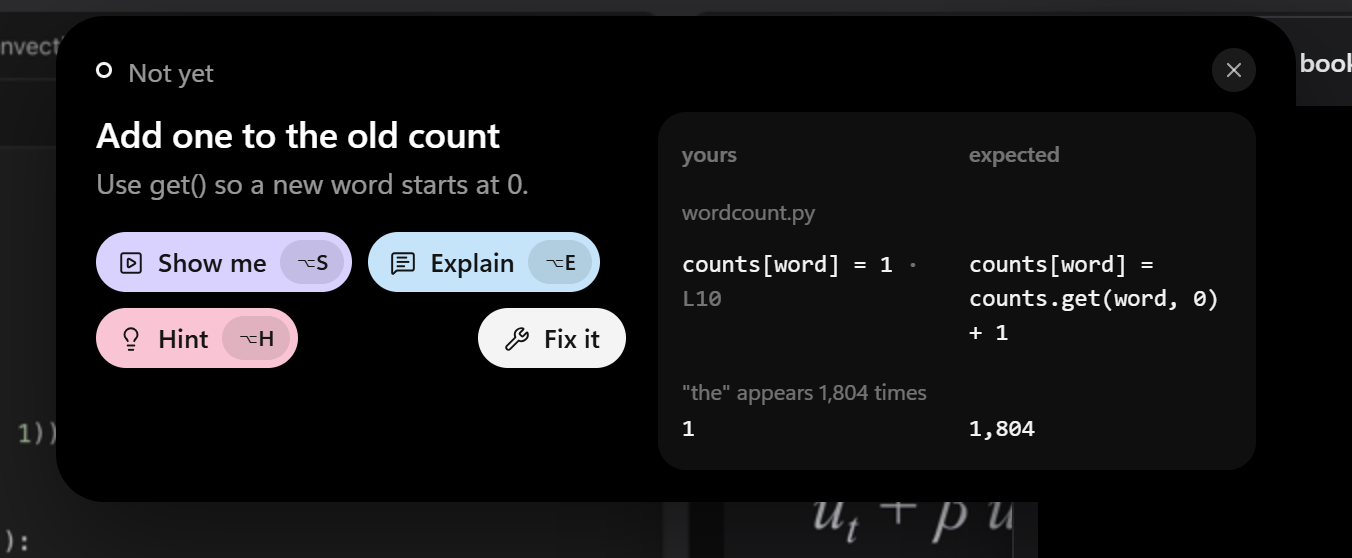 nvect
Not yet
book
Add one to the old count
Use get() so a new word starts at 0.
Show me ⌥S
Explain ⌥E
Hint ⌥H
Fix it
yours expected
wordcount.py
counts[word] = 1 · counts[word] =
L10 counts.get(word, 0)
+ 1
"the" appears 1,804 times
1 1,804
1))
):
u_t + p u